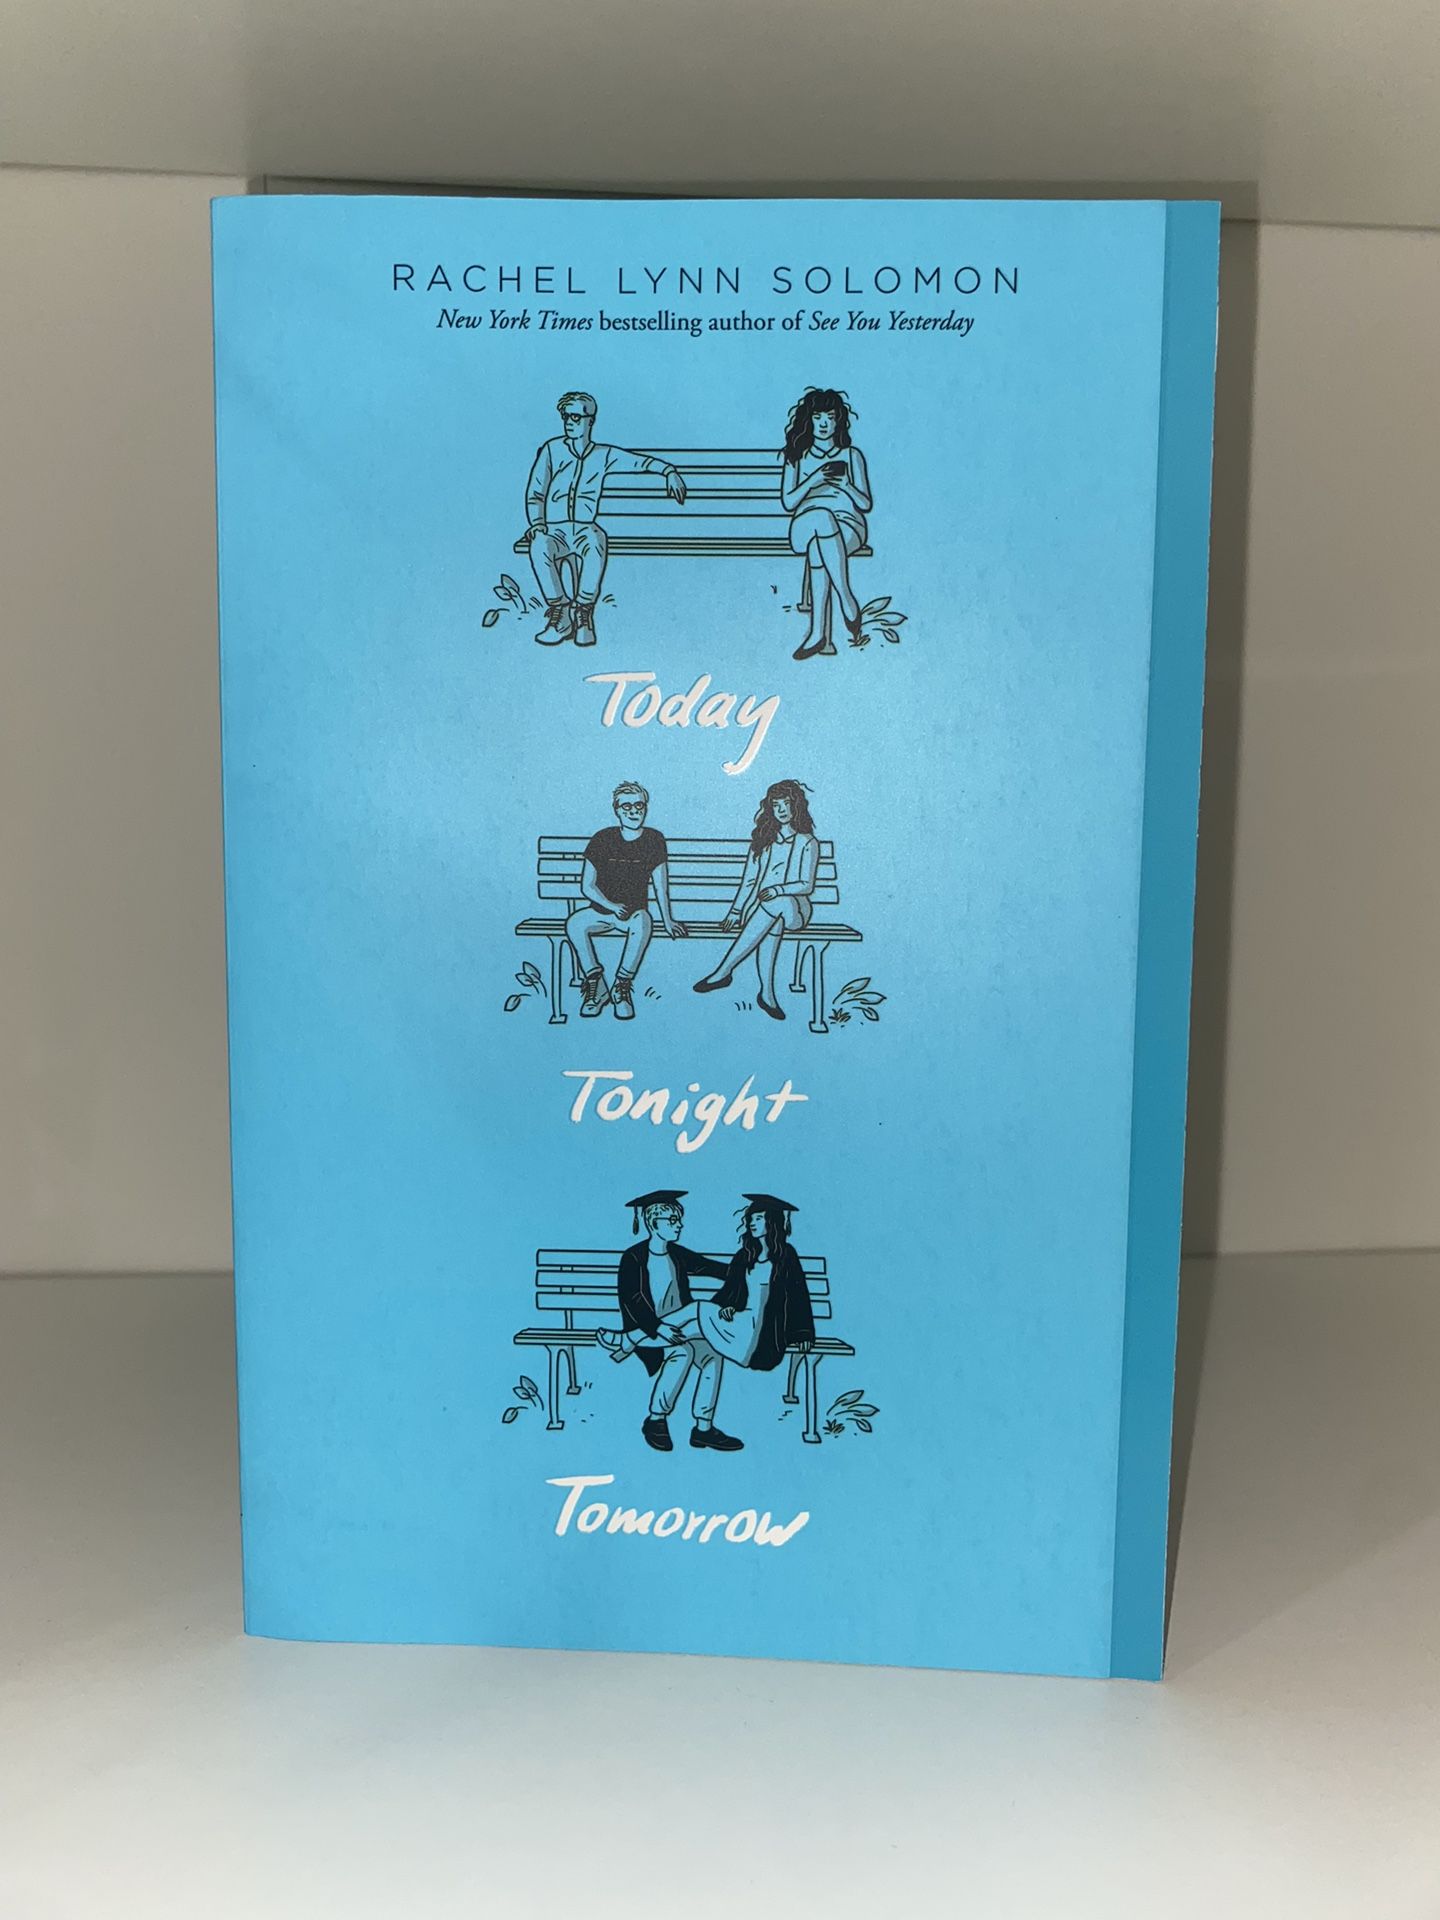 RACHEL LYNN SOLOMON
New York Times bestselling author of See You Yesterday
Today
Tonight
Tomorrow